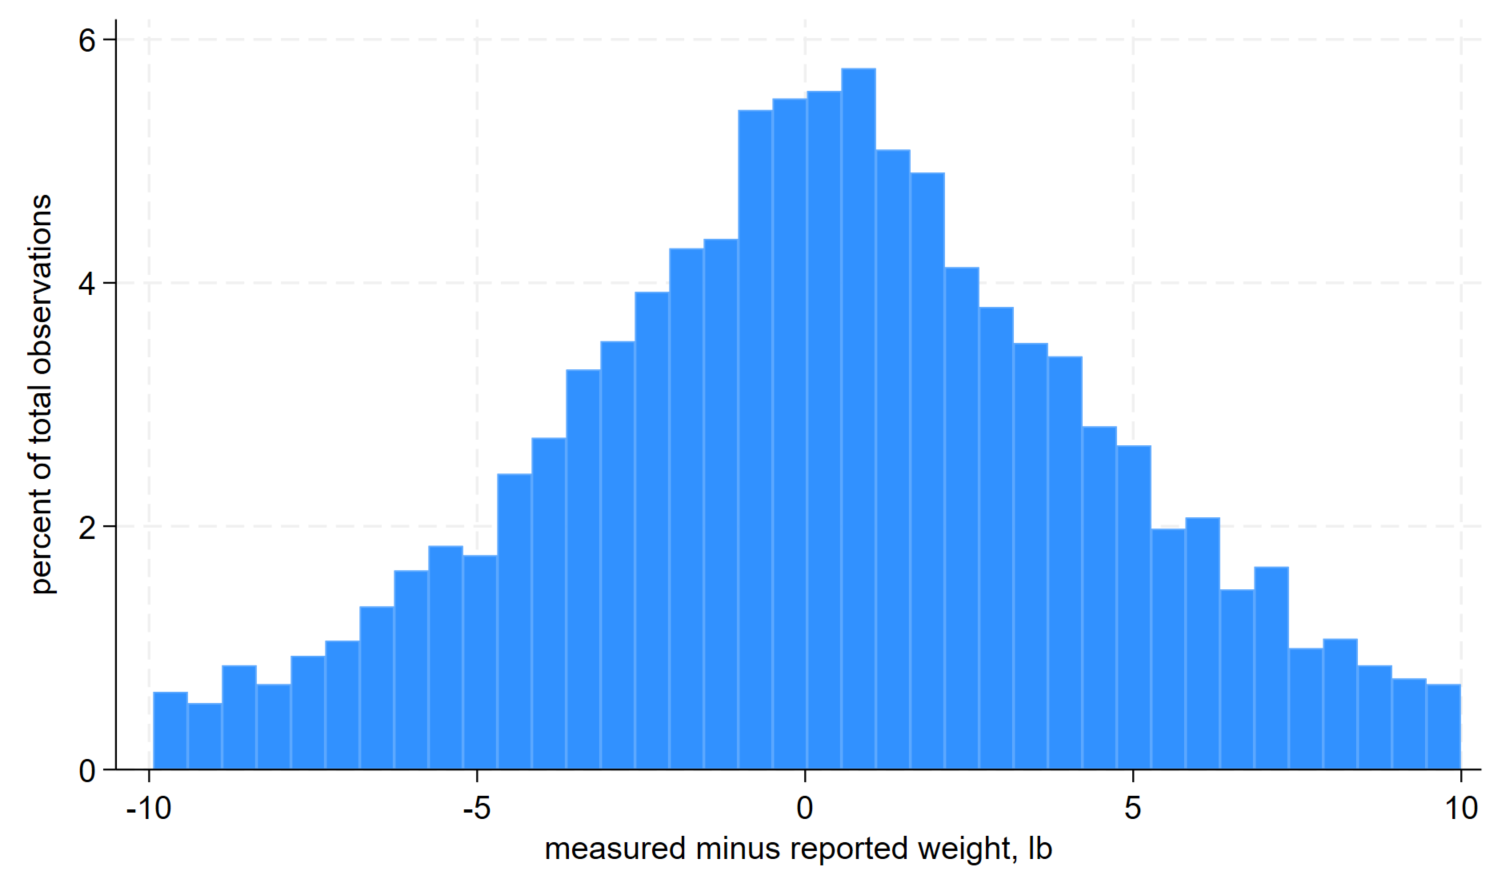 6
4
2
0
percent of total observations
-10 -5 0 5 10
measured minus reported weight, lb